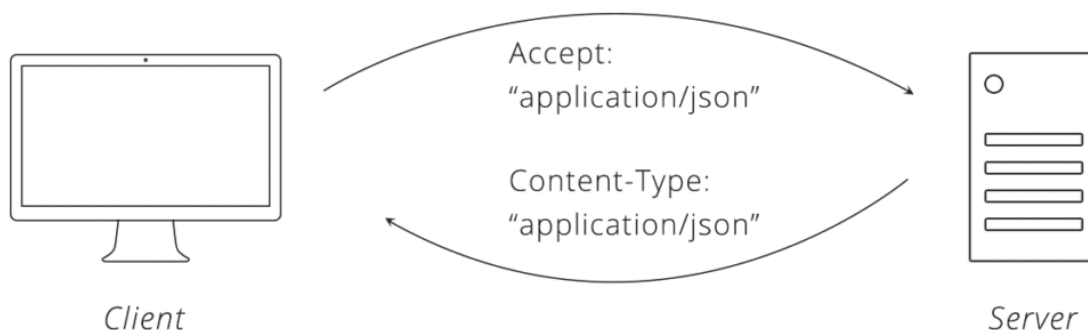 Accept:
“application/json”
Content-Type:
“application/json”
Client
Server